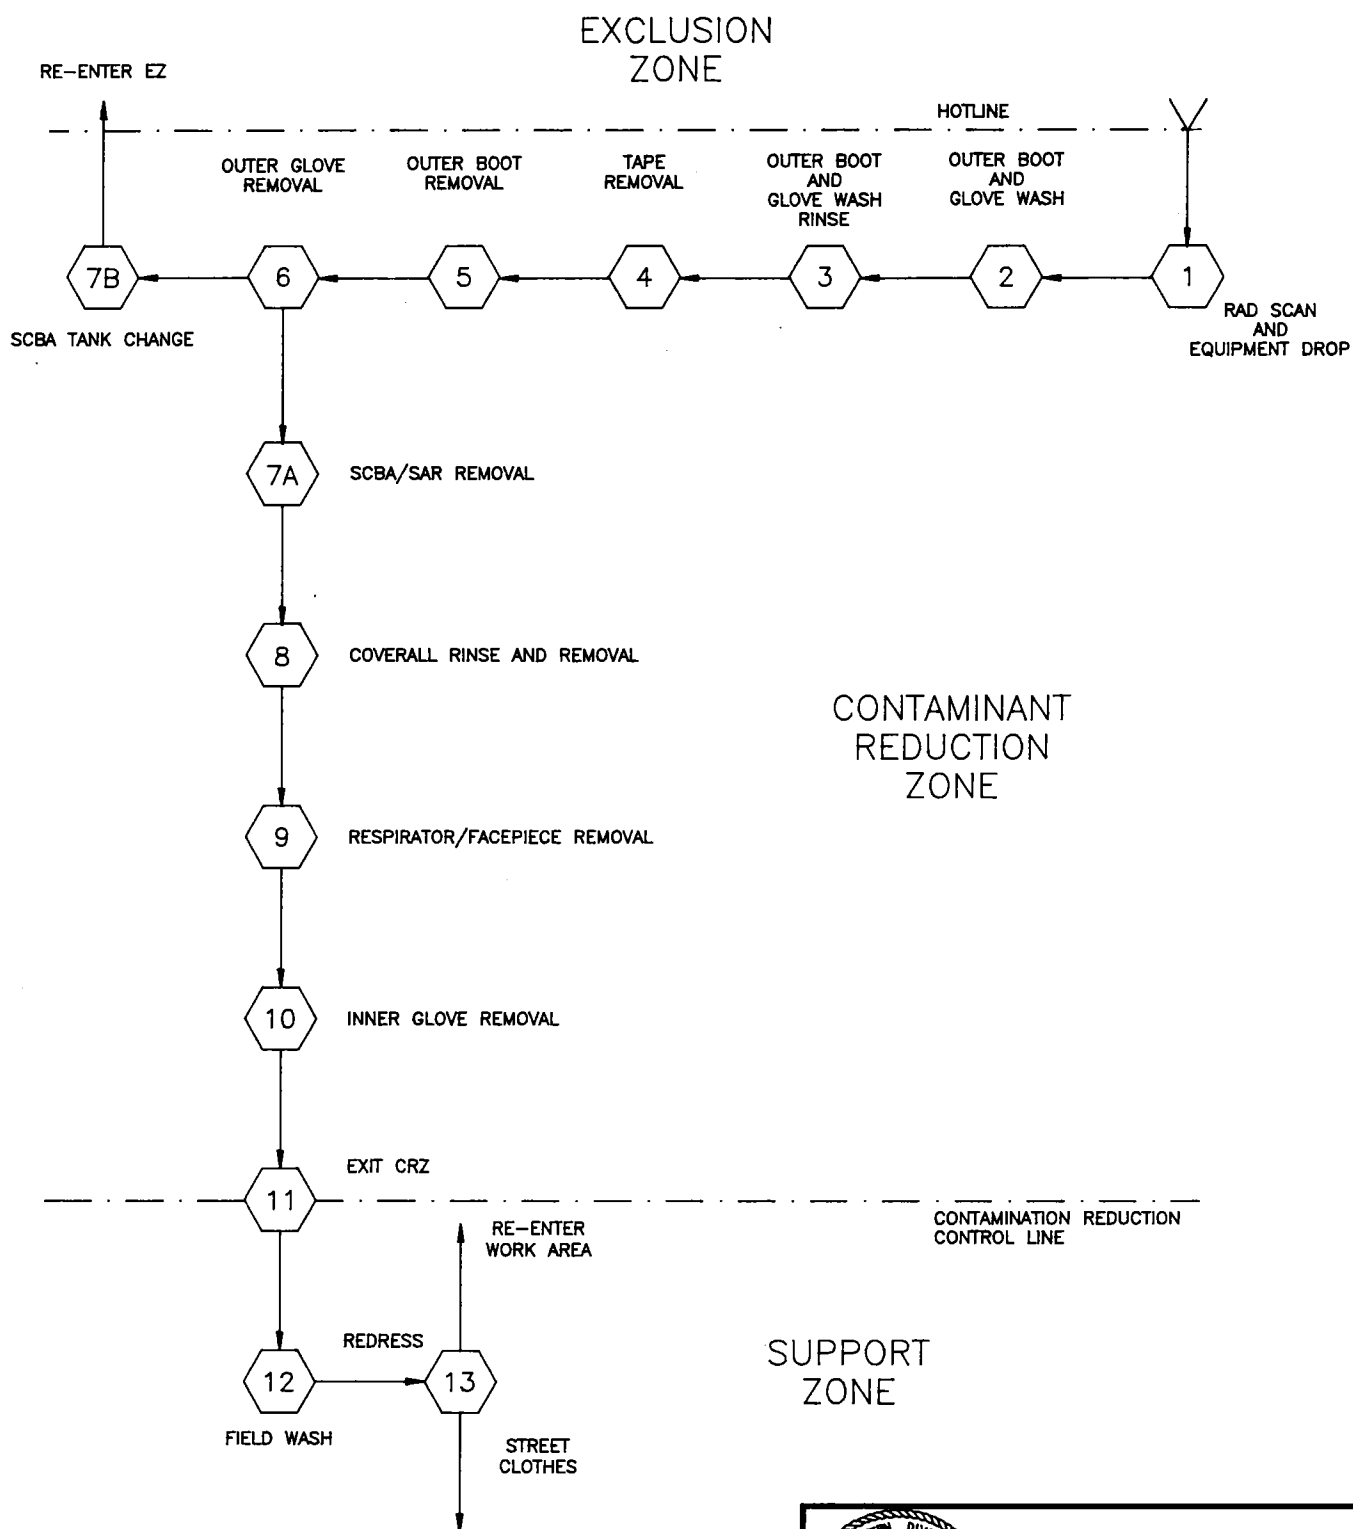 EXCLUSION
ZONE
RE-ENTER EZ
HOTLINE
OUTER GLOVE
REMOVAL
OUTER BOOT
REMOVAL
TAPE
REMOVAL
OUTER BOOT
AND
GLOVE WASH
RINSE
OUTER BOOT
AND
GLOVE WASH
7B
6
5
4
3
2
1
SCBA TANK CHANGE
RAD SCAN
AND
EQUIPMENT DROP
7A
SCBA/SAR REMOVAL
8
COVERALL RINSE AND REMOVAL
CONTAMINANT
REDUCTION
ZONE
9
RESPIRATOR/FACEPIECE REMOVAL
10
INNER GLOVE REMOVAL
EXIT CRZ
11
CONTAMINATION REDUCTION
CONTROL LINE
RE-ENTER
WORK AREA
REDRESS
SUPPORT
ZONE
12
13
FIELD WASH
STREET
CLOTHES